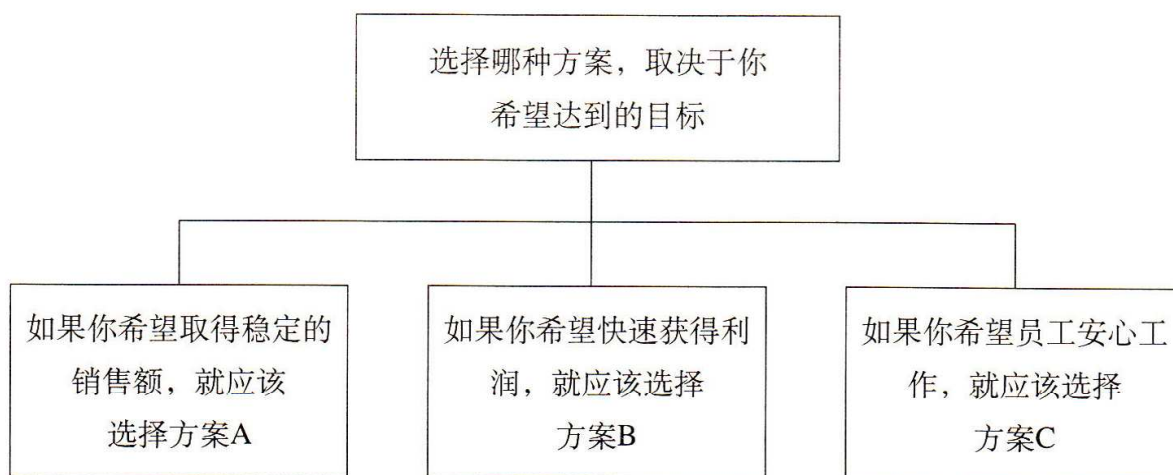 选择哪种方案，取决于你
希望达到的目标
如果你希望取得稳定的
销售额，就应该
选择方案A
如果你希望快速获得利
润，就应该选择
方案B
如果你希望员工安心工
作，就应该选择
方案C